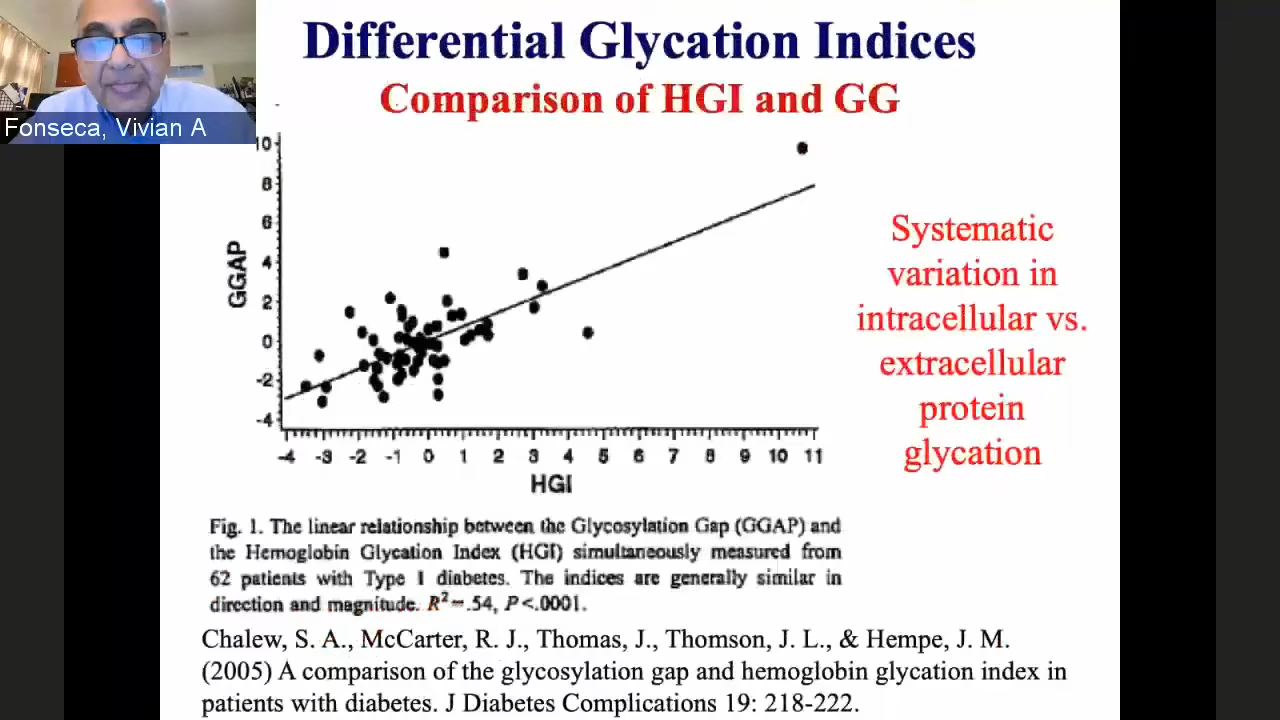 Differential Glycation Indices
Comparison of HGI and GG
Fonseca, Vivian A
10
8
6
4
2
0
-2
-4
GGAP
-4 -3 -2 -1 0 1 2 3 4 5 6 7 8 9 10 11
HGI
Systematic
variation in
intracellular vs.
extracellular
protein
glycation
Fig. 1. The linear relationship between the Glycosylation Gap (GGAP) and
the Hemoglobin Glycation Index (HGI) simultaneously measured from
62 patients with Type 1 diabetes. The indices are generally similar in
direction and magnitude. R²=.54, P<.0001.
Chalew, S. A., McCarter, R. J., Thomas, J., Thomson, J. L., & Hempe, J. M.
(2005) A comparison of the glycosylation gap and hemoglobin glycation index in
patients with diabetes. J Diabetes Complications 19: 218-222.